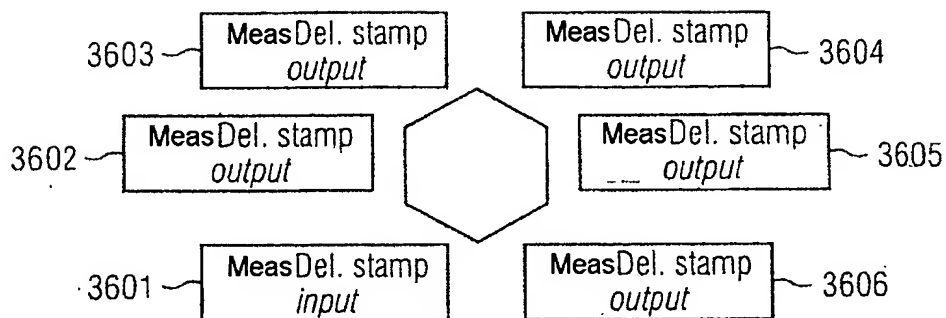 3603 MeasDel. stamp output
MeasDel. stamp output 3604
3602 MeasDel. stamp output
MeasDel. stamp output 3605
3601 MeasDel. stamp input
MeasDel. stamp output 3606